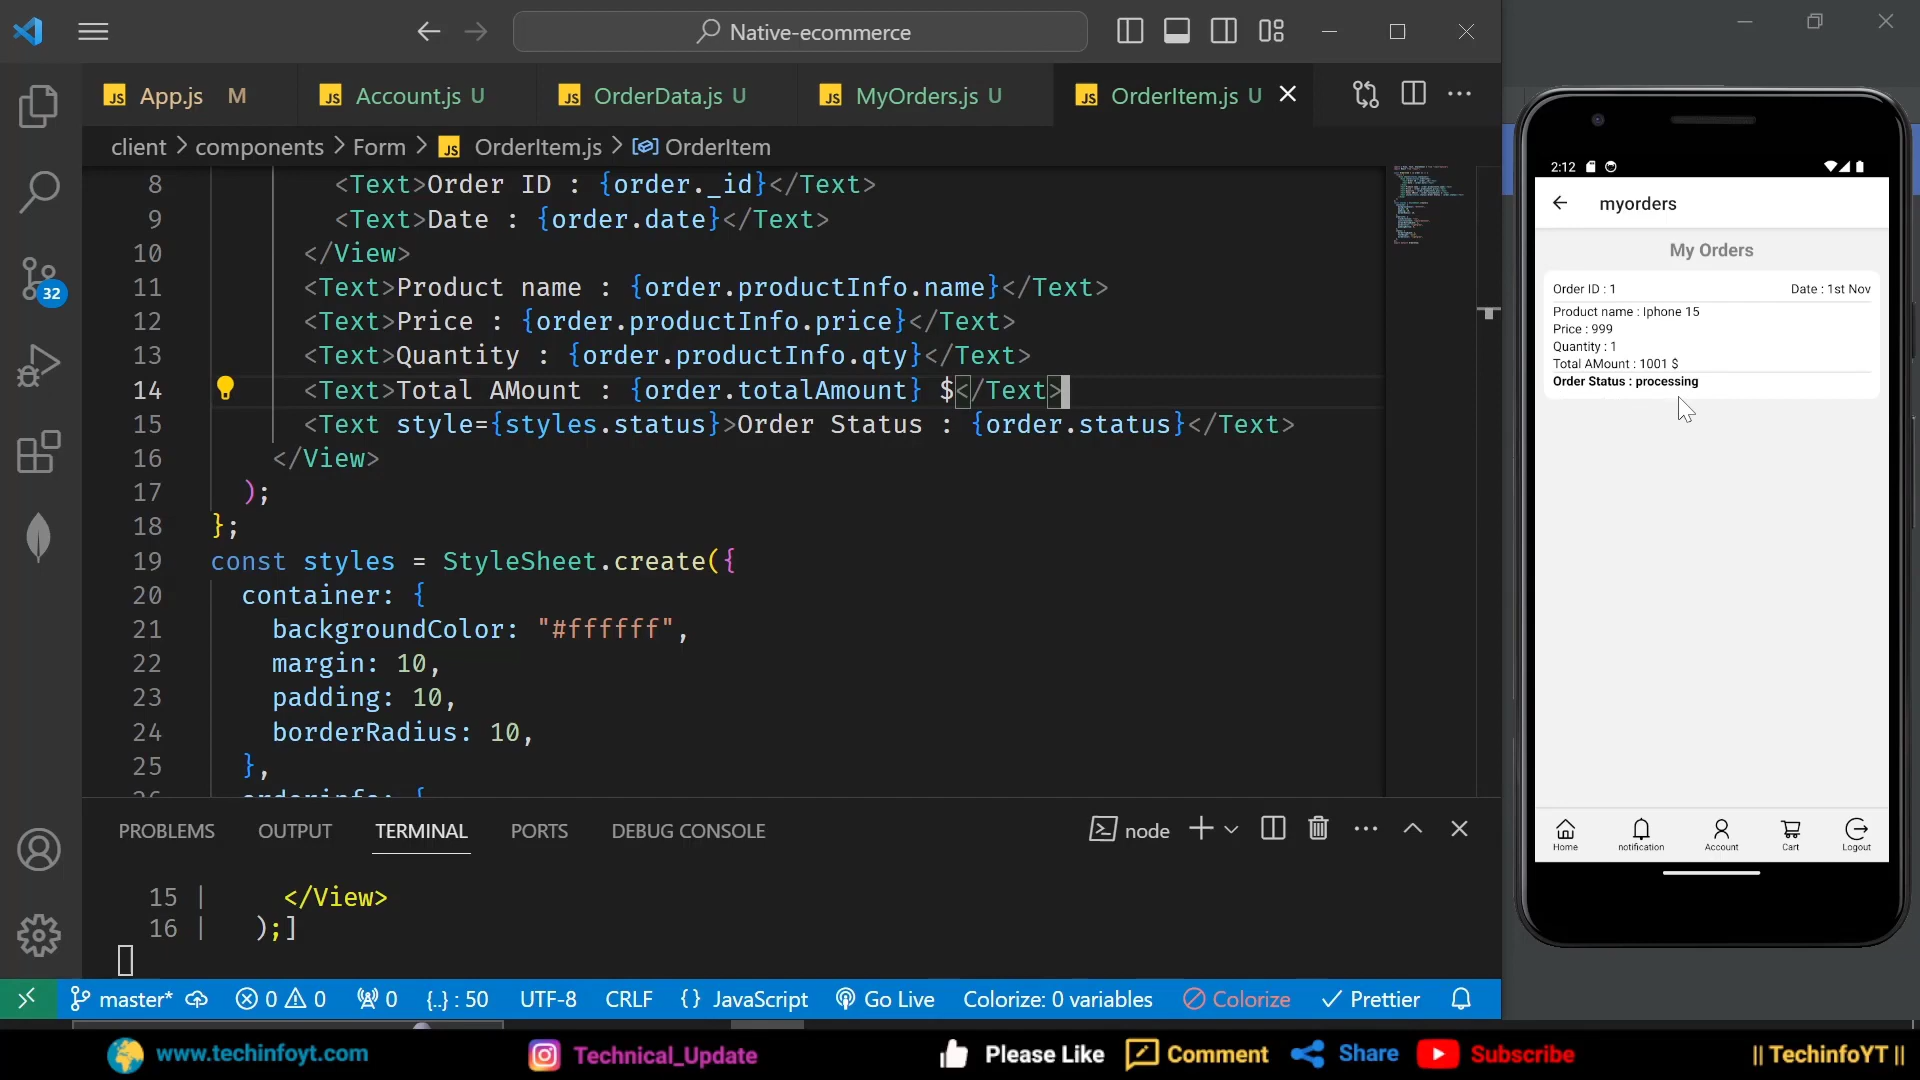 Native-ecommerce
App.js M
Account.js U
OrderData.js U
MyOrders.js U
OrderItem.js U
client > components > Form > OrderItem.js > OrderItem
8 <Text>Order ID : {order._id}</Text>
9 <Text>Date : {order.date}</Text>
10 </View>
11 <Text>Product name : {order.productInfo.name}</Text>
12 <Text>Price : {order.productInfo.price}</Text>
13 <Text>Quantity : {order.productInfo.qty}</Text>
14 <Text>Total AMount : {order.totalAmount} $</Text>
15 <Text style={styles.status}>Order Status : {order.status}</Text>
16 </View>
17 );
18 };
19 const styles = StyleSheet.create({
20 container: {
21 backgroundColor: "#ffffff",
22 margin: 10,
23 padding: 10,
24 borderRadius: 10,
25 },
32
PROBLEMS OUTPUT TERMINAL PORTS DEBUG CONSOLE
node
15 | </View>
16 | );]
master* 0 0 0 {..} : 50 UTF-8 CRLF {} JavaScript Go Live Colorize: 0 variables Colorize Prettier
2:12
myorders
My Orders
Order ID : 1 Date : 1st Nov
Product name : Iphone 15
Price : 999
Quantity : 1
Total AMount : 1001 $
Order Status : processing
Home notification Account Cart Logout
www.techinfoyt.com Technical_Update Please Like Comment Share Subscribe || TechinfoYT ||